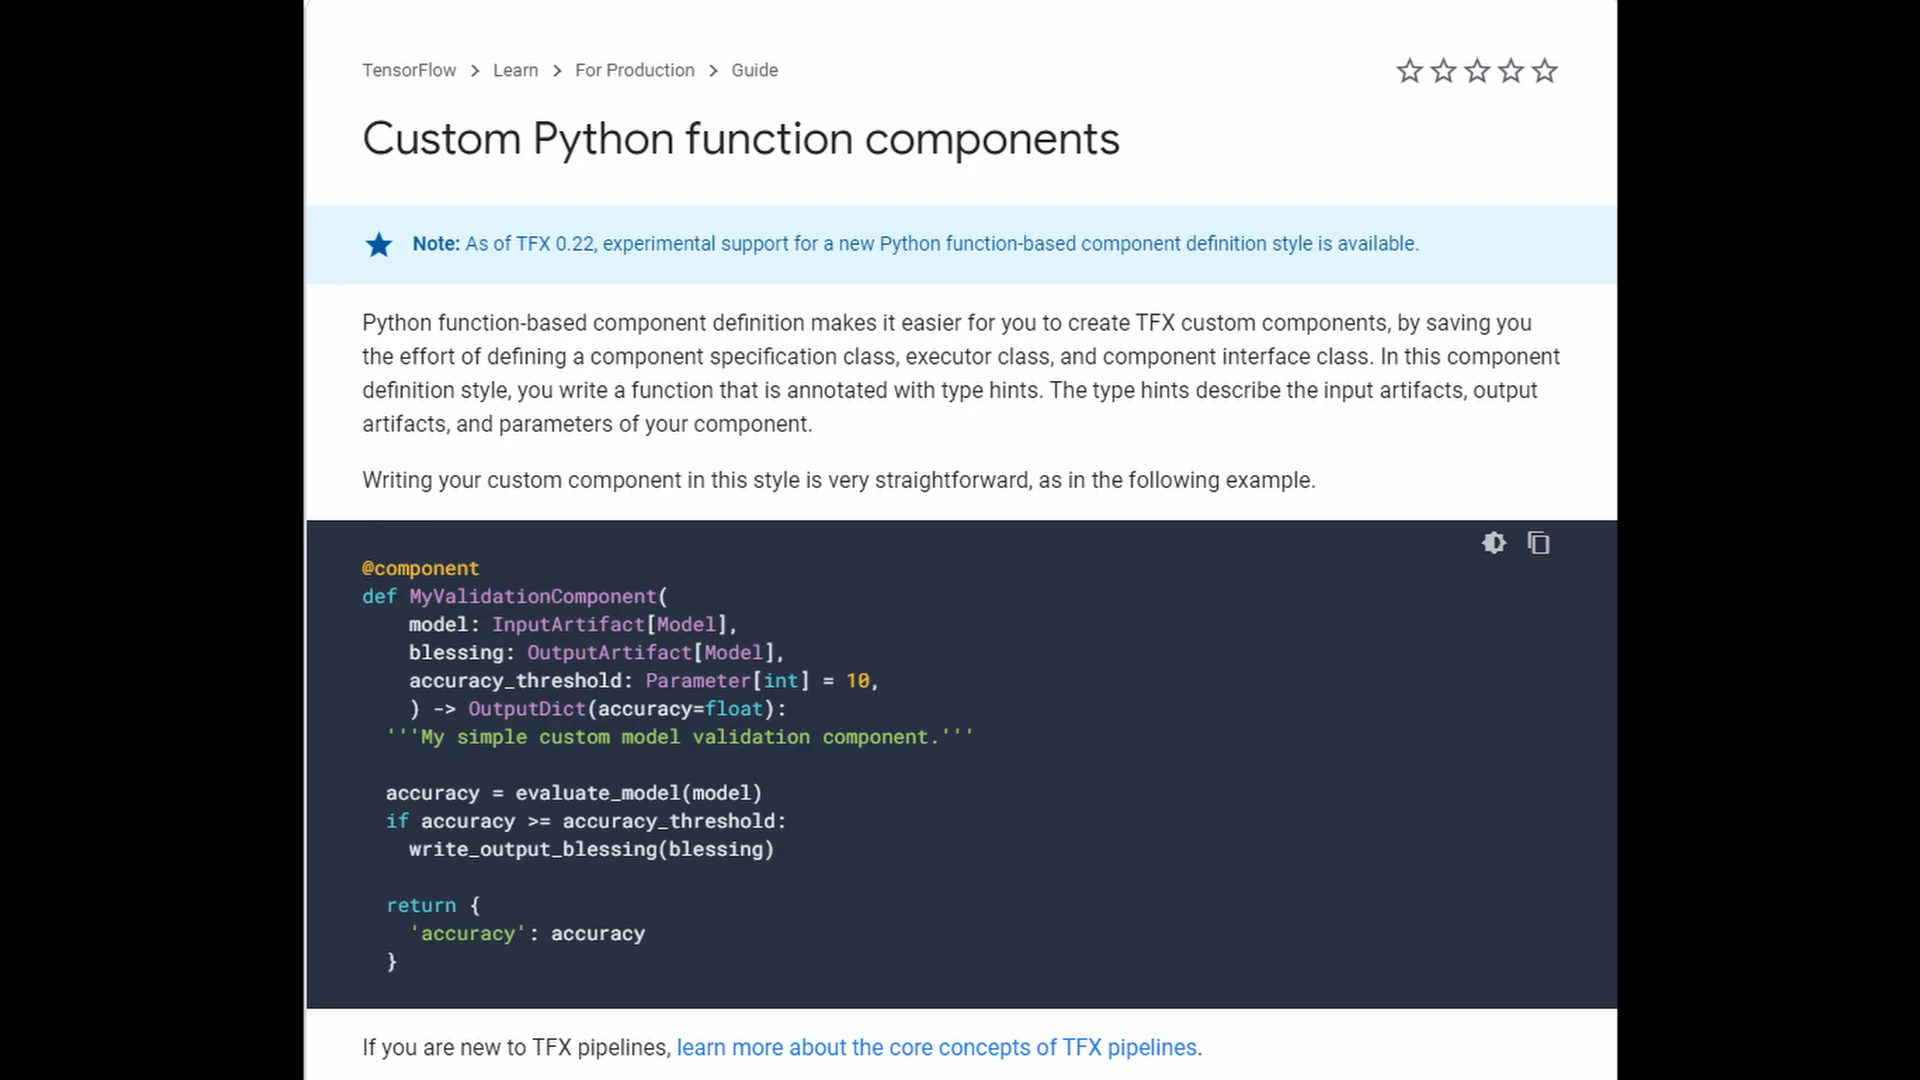 TensorFlow > Learn > For Production > Guide
Custom Python function components
Note: As of TFX 0.22, experimental support for a new Python function-based component definition style is available.
Python function-based component definition makes it easier for you to create TFX custom components, by saving you
the effort of defining a component specification class, executor class, and component interface class. In this component
definition style, you write a function that is annotated with type hints. The type hints describe the input artifacts, output
artifacts, and parameters of your component.
Writing your custom component in this style is very straightforward, as in the following example.
@component
def MyValidationComponent(
    model: InputArtifact[Model],
    blessing: OutputArtifact[Model],
    accuracy_threshold: Parameter[int] = 10,
    ) -> OutputDict(accuracy=float):
  '''My simple custom model validation component.'''
  accuracy = evaluate_model(model)
  if accuracy >= accuracy_threshold:
    write_output_blessing(blessing)
  return {
    'accuracy': accuracy
  }
If you are new to TFX pipelines, learn more about the core concepts of TFX pipelines.